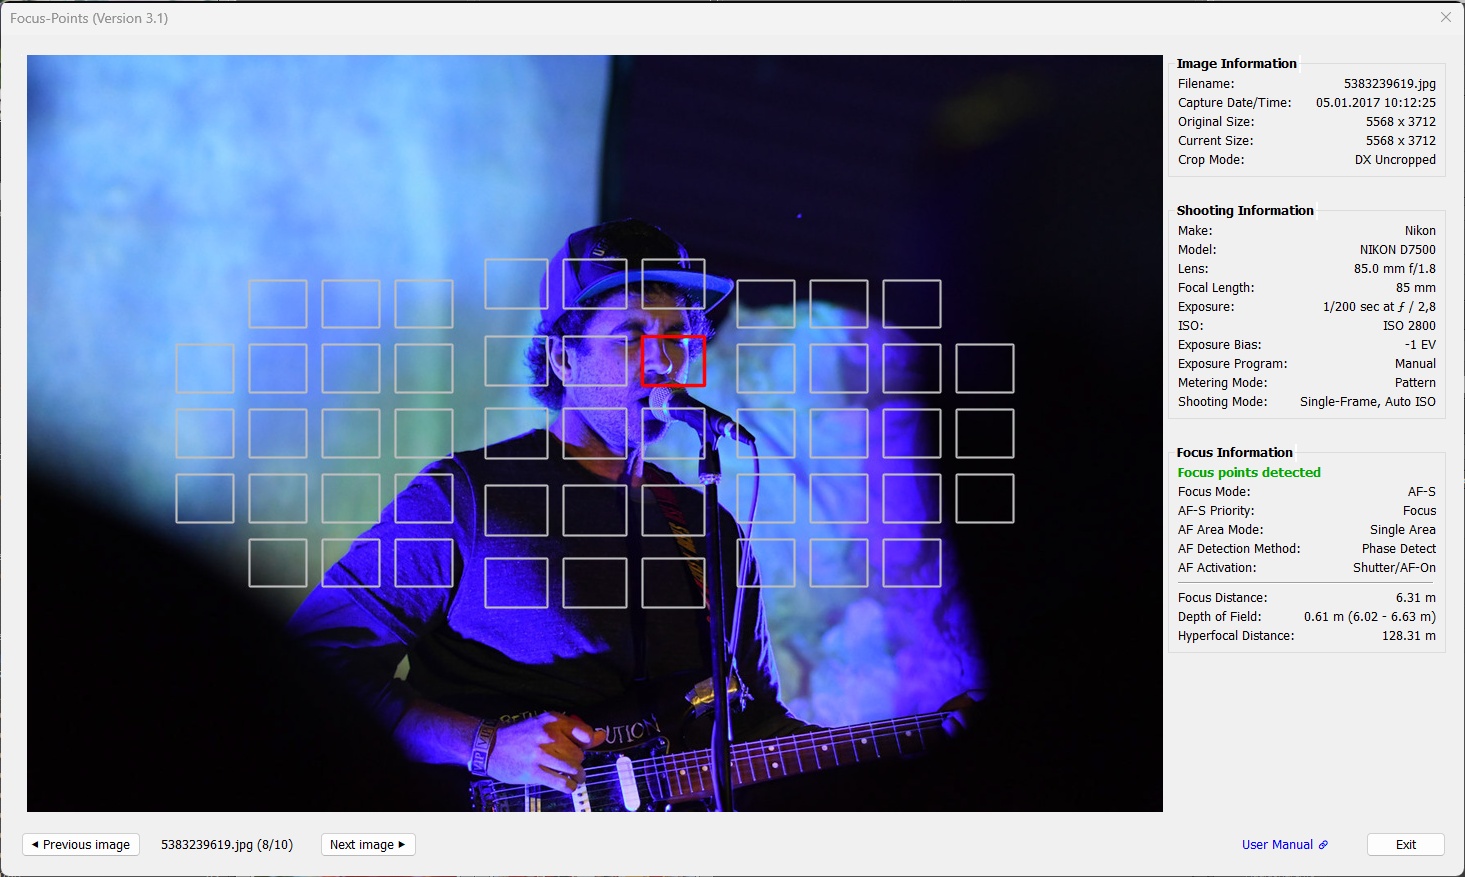 Focus-Points (Version 3.1)
Image Information
Filename: 5383239619.jpg
Capture Date/Time: 05.01.2017 10:12:25
Original Size: 5568 x 3712
Current Size: 5568 x 3712
Crop Mode: DX Uncropped
Shooting Information
Make: Nikon
Model: NIKON D7500
Lens: 85.0 mm f/1.8
Focal Length: 85 mm
Exposure: 1/200 sec at ƒ / 2,8
ISO: ISO 2800
Exposure Bias: -1 EV
Exposure Program: Manual
Metering Mode: Pattern
Shooting Mode: Single-Frame, Auto ISO
Focus Information
Focus points detected
Focus Mode: AF-S
AF-S Priority: Focus
AF Area Mode: Single Area
AF Detection Method: Phase Detect
AF Activation: Shutter/AF-On
Focus Distance: 6.31 m
Depth of Field: 0.61 m (6.02 - 6.63 m)
Hyperfocal Distance: 128.31 m
VIP VIP
UTION
Previous image 5383239619.jpg (8/10) Next image
User Manual Exit